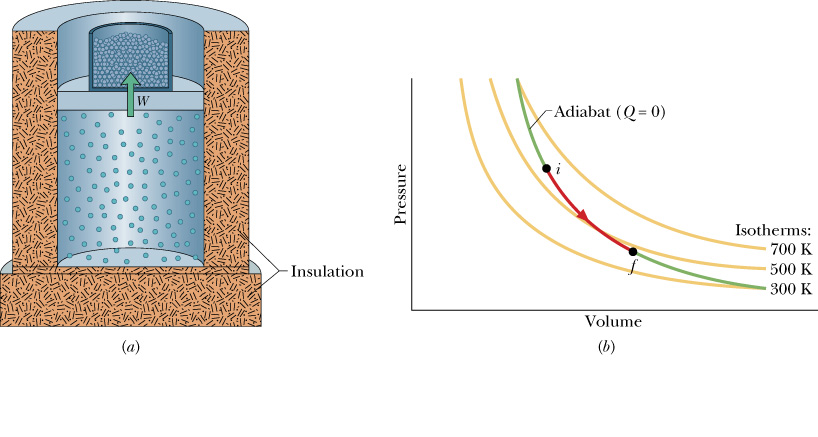 W
Insulation
(a)
Adiabat (Q = 0)
i
Pressure
Isotherms:
700 K
500 K
300 K
f
Volume
(b)